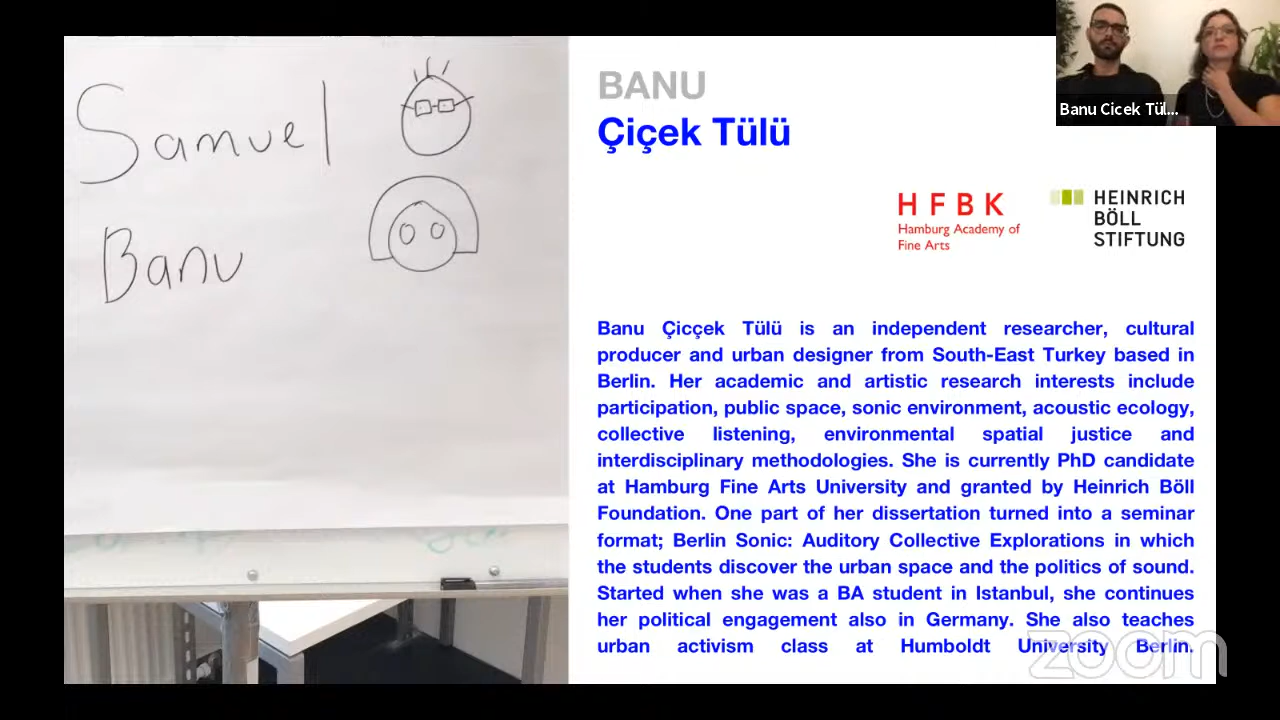 Samuel
Banu
BANU
Çiçek Tülü
Banu Cicek Tül...
HFBK
Hamburg Academy of
Fine Arts
HEINRICH
BÖLL
STIFTUNG
Banu Çicçek Tülü is an independent researcher, cultural
producer and urban designer from South-East Turkey based in
Berlin. Her academic and artistic research interests include
participation, public space, sonic environment, acoustic ecology,
collective listening, environmental spatial justice and
interdisciplinary methodologies. She is currently PhD candidate
at Hamburg Fine Arts University and granted by Heinrich Böll
Foundation. One part of her dissertation turned into a seminar
format; Berlin Sonic: Auditory Collective Explorations in which
the students discover the urban space and the politics of sound.
Started when she was a BA student in Istanbul, she continues
her political engagement also in Germany. She also teaches
urban activism class at Humboldt University Berlin.
zoom